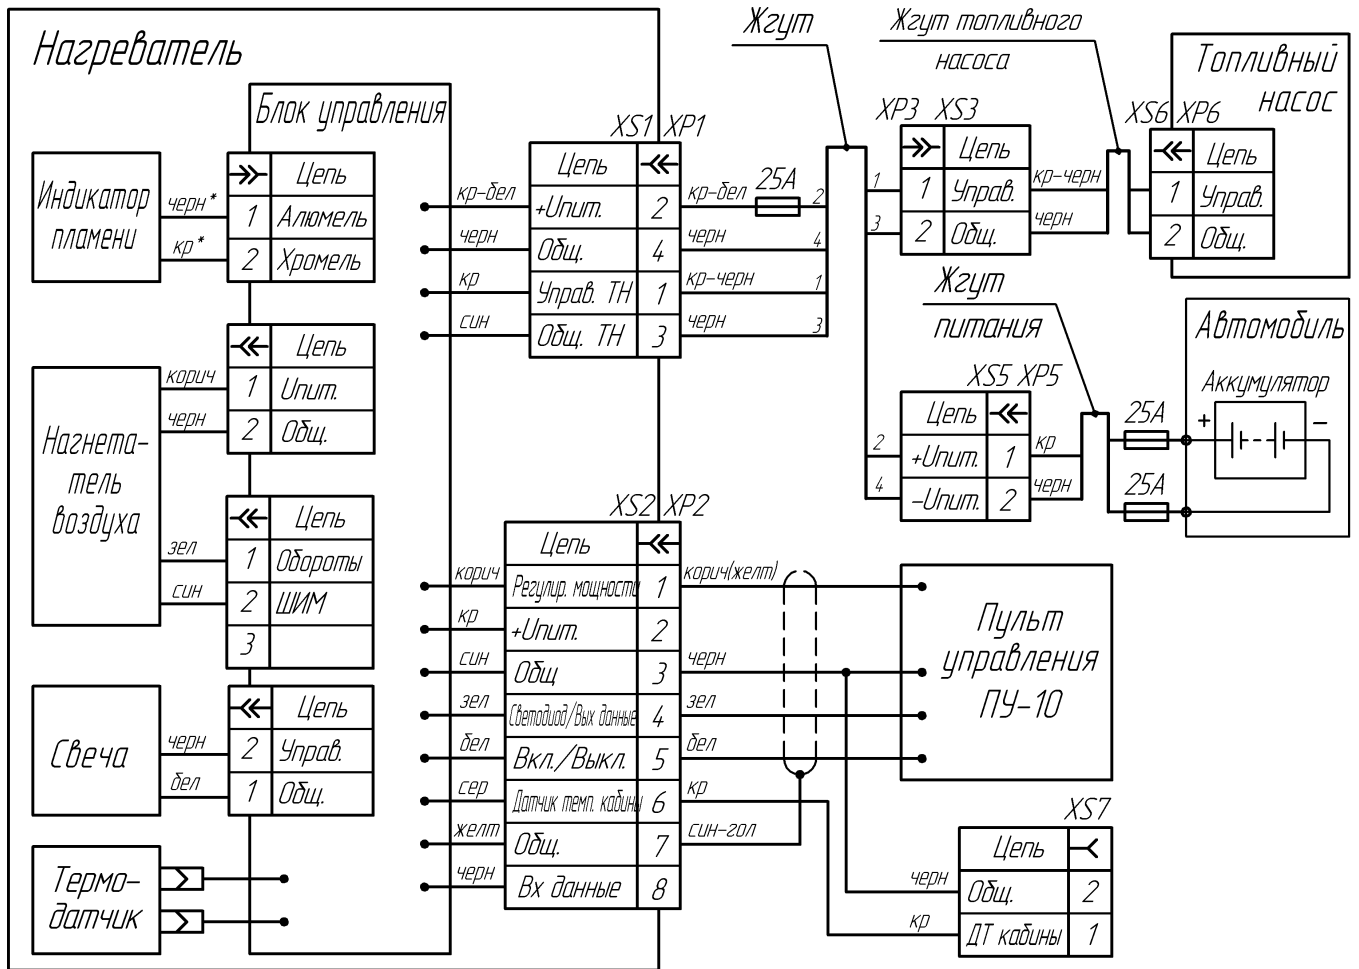 Нагреватель
Блок управления
Индикатор
пламени
черн*
кр*
Цепь
1 Алюмель
2 Хромель
Нагнета-
тель
воздуха
корич
черн
Цепь
1 Uпит.
2 Общ.
зел
син
Цепь
1 Обороты
2 ШИМ
3
Свеча
черн
бел
Цепь
2 Управ.
1 Общ.
Термо-
датчик
XS1 XP1
Цепь
кр-бел +Uпит. 2 кр-бел 25А 2
черн Общ. 4 черн 4
кр Управ. ТН 1 кр-черн 1
син Общ. ТН 3 черн 3
XS2 XP2
Цепь
корич Регулир. мощности 1 корич(желт)
кр +Uпит. 2
син Общ 3 черн
зел Светодиод/Вых данные 4 зел
бел Вкл./Выкл. 5 бел
сер Датчик темп. кабины 6 кр
желт Общ. 7 син-гол
черн Вх данные 8
Жгут
Жгут топливного
насоса
XP3 XS3
Цепь
1 1 Управ. кр-черн
3 2 Общ. черн
Топливный
насос
XS6 XP6
Цепь
1 Управ.
2 Общ.
Жгут
питания
XS5 XP5
Цепь
2 +Uпит. 1 кр
4 -Uпит. 2 черн
25А
25А
Автомобиль
Аккумулятор
+ −
Пульт
управления
ПУ-10
XS7
Цепь
черн Общ. 2
кр ДТ кабины 1